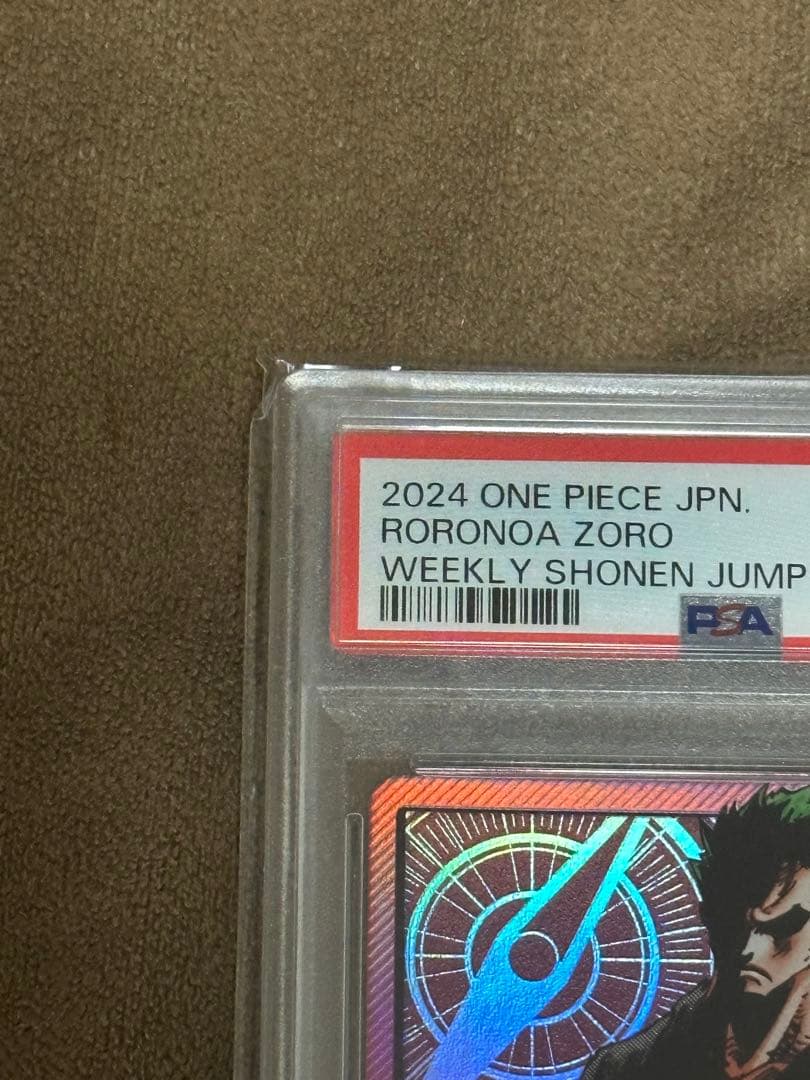 2024 ONE PIECE JPN.
RORONOA ZORO
WEEKLY SHONEN JUMP
PSA